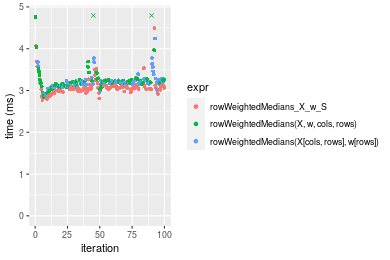 5
4
3
2
1
0
time (ms)
0
25
50
75
100
iteration
expr
rowWeightedMedians_X_w_S
rowWeightedMedians(X, w, cols, rows)
rowWeightedMedians(X[cols, rows], w[rows])